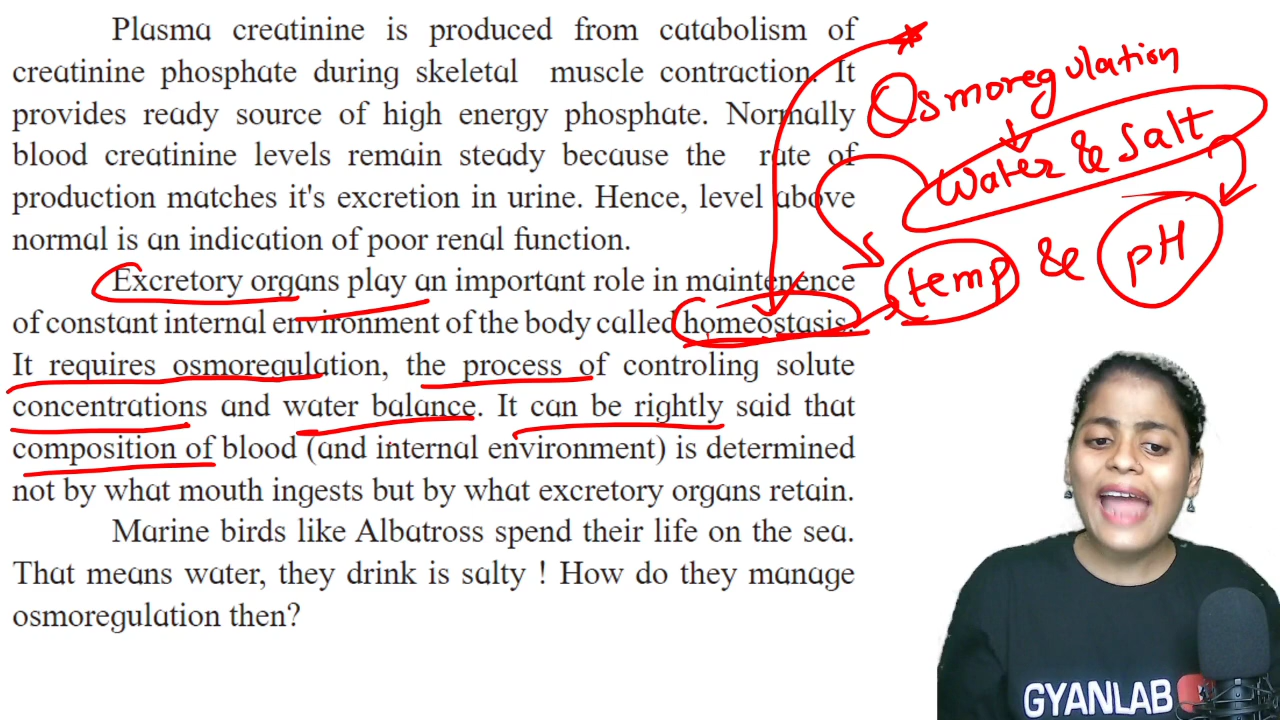 Plasma creatinine is produced from catabolism of
creatinine phosphate during skeletal muscle contraction. It
provides ready source of high energy phosphate. Normally
blood creatinine levels remain steady because the rate of
production matches it's excretion in urine. Hence, level above
normal is an indication of poor renal function.
Excretory organs play an important role in maintenence
of constant internal environment of the body called homeostasis.
It requires osmoregulation, the process of controling solute
concentrations and water balance. It can be rightly said that
composition of blood (and internal environment) is determined
not by what mouth ingests but by what excretory organs retain.
Marine birds like Albatross spend their life on the sea.
That means water, they drink is salty ! How do they manage
osmoregulation then?
Osmoregulation
Water & Salt
temp & pH
GYANLAB